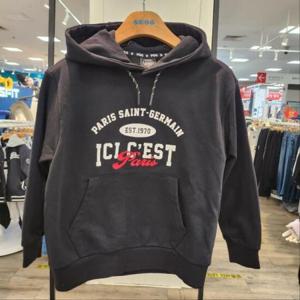 PARIS SAINT-GERMAIN
EST.1970
ICI C'EST
Paris